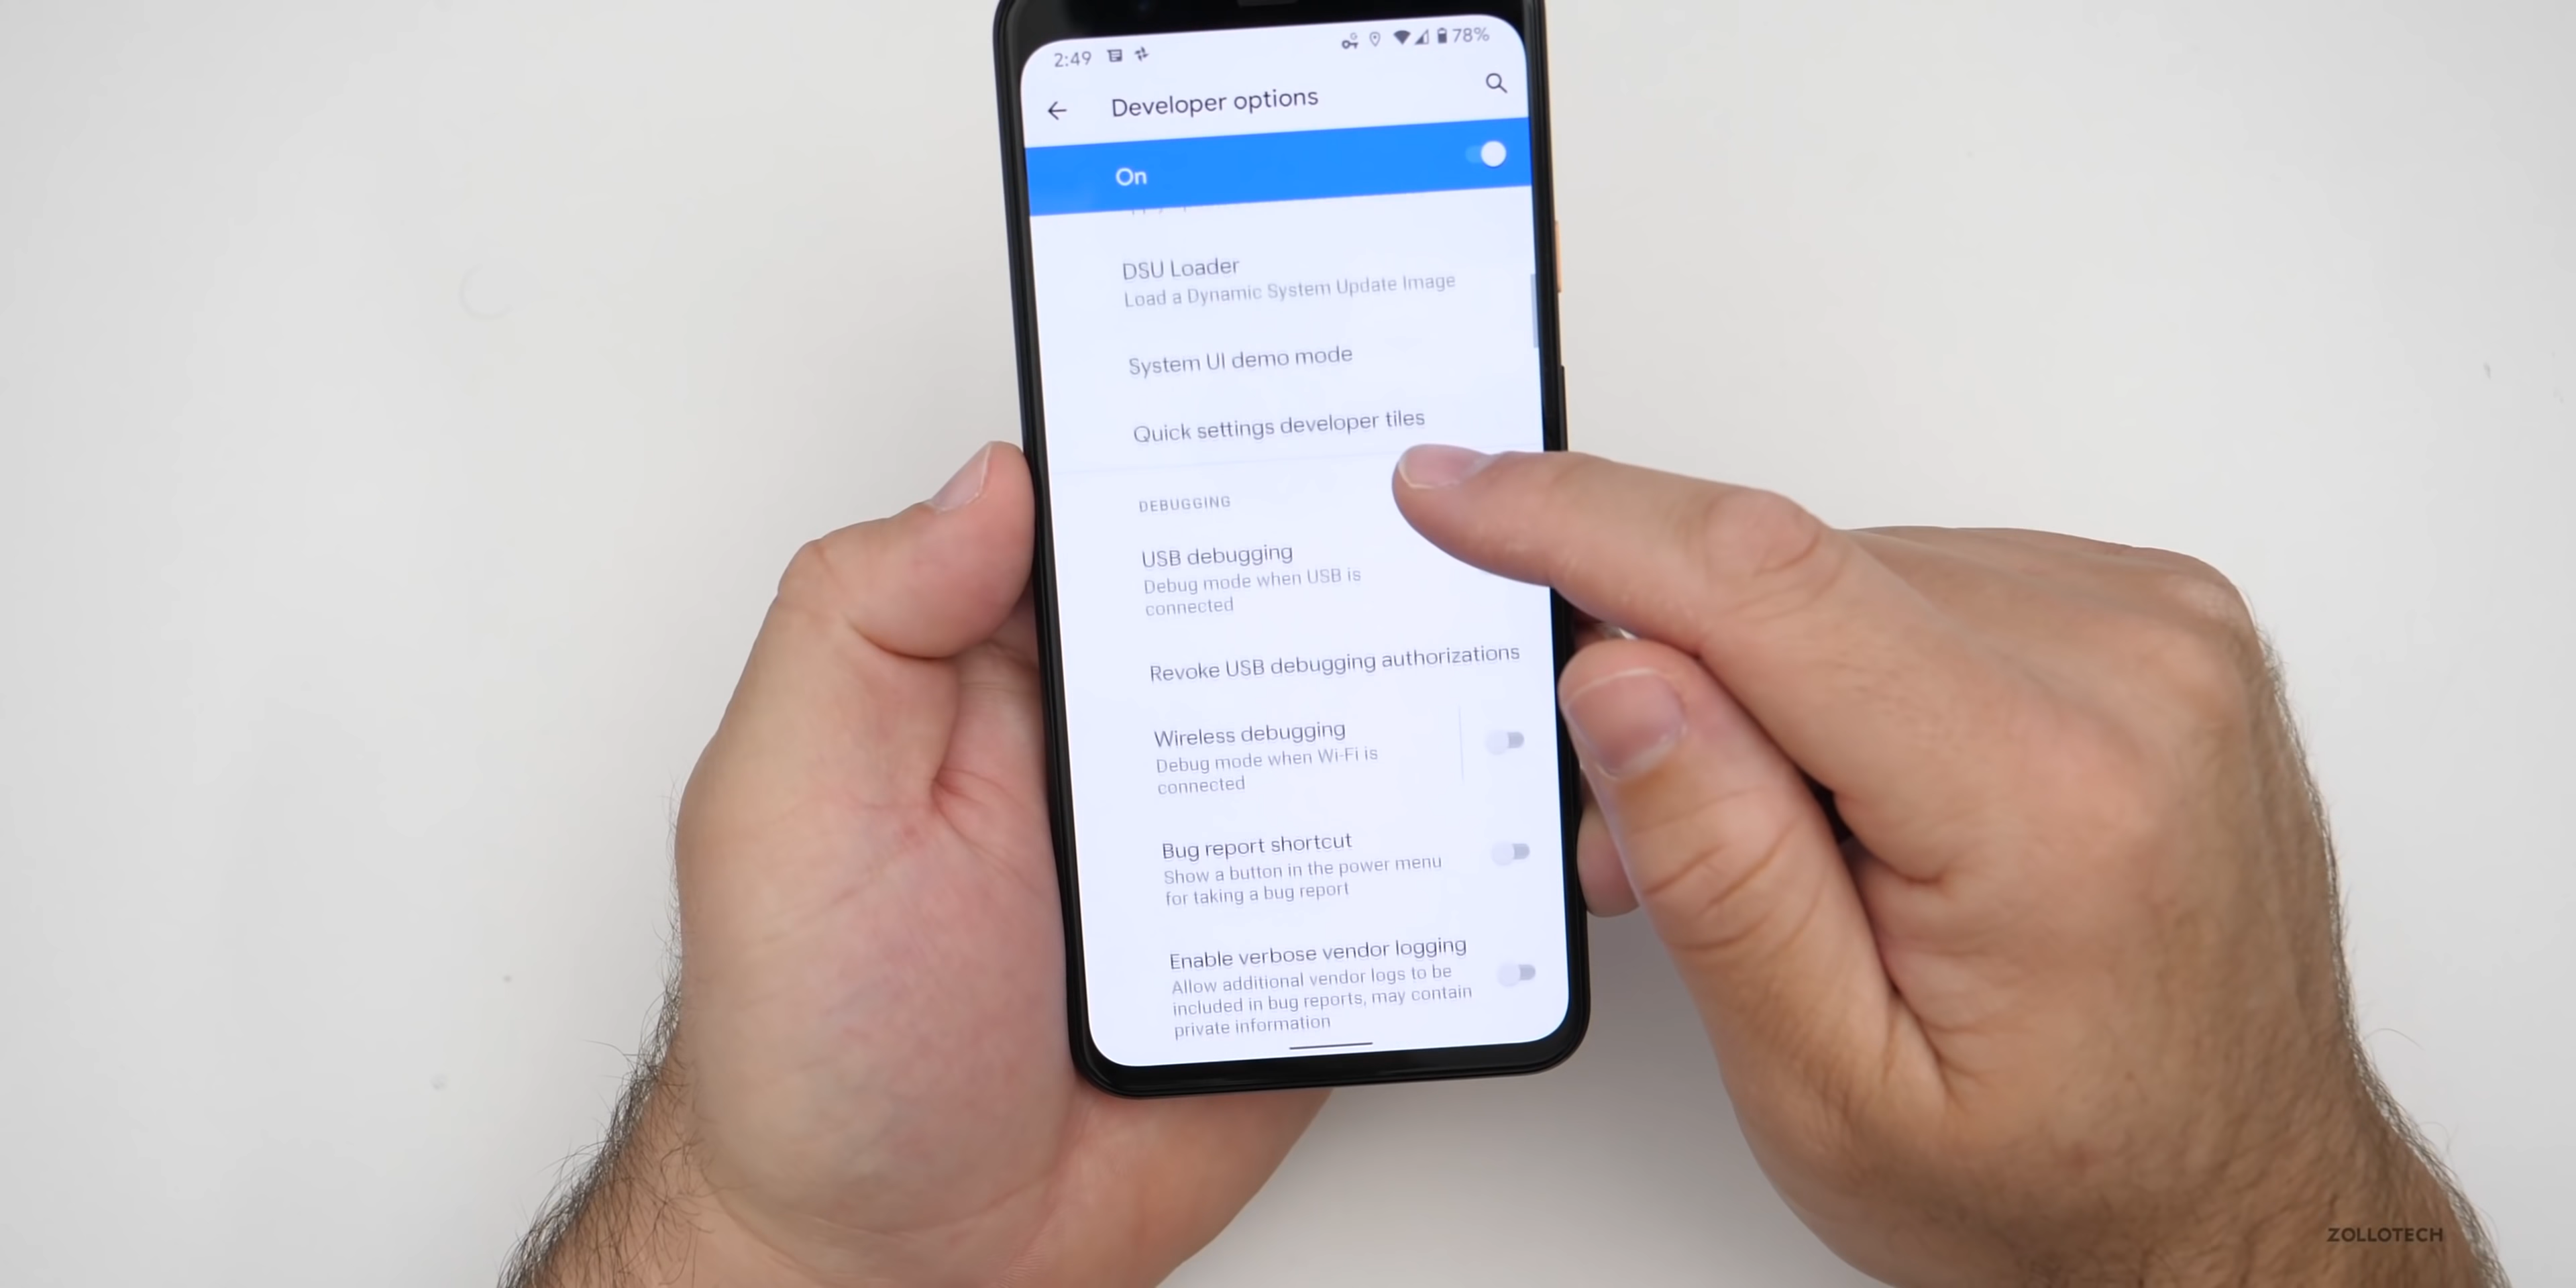 2:49
78%
Developer options
On
DSU Loader
Load a Dynamic System Update Image
System UI demo mode
Quick settings developer tiles
DEBUGGING
USB debugging
Debug mode when USB is
connected
Revoke USB debugging authorizations
Wireless debugging
Debug mode when Wi-Fi is
connected
Bug report shortcut
Show a button in the power menu
for taking a bug report
Enable verbose vendor logging
Allow additional vendor logs to be
included in bug reports, may contain
private information
ZOLLOTECH